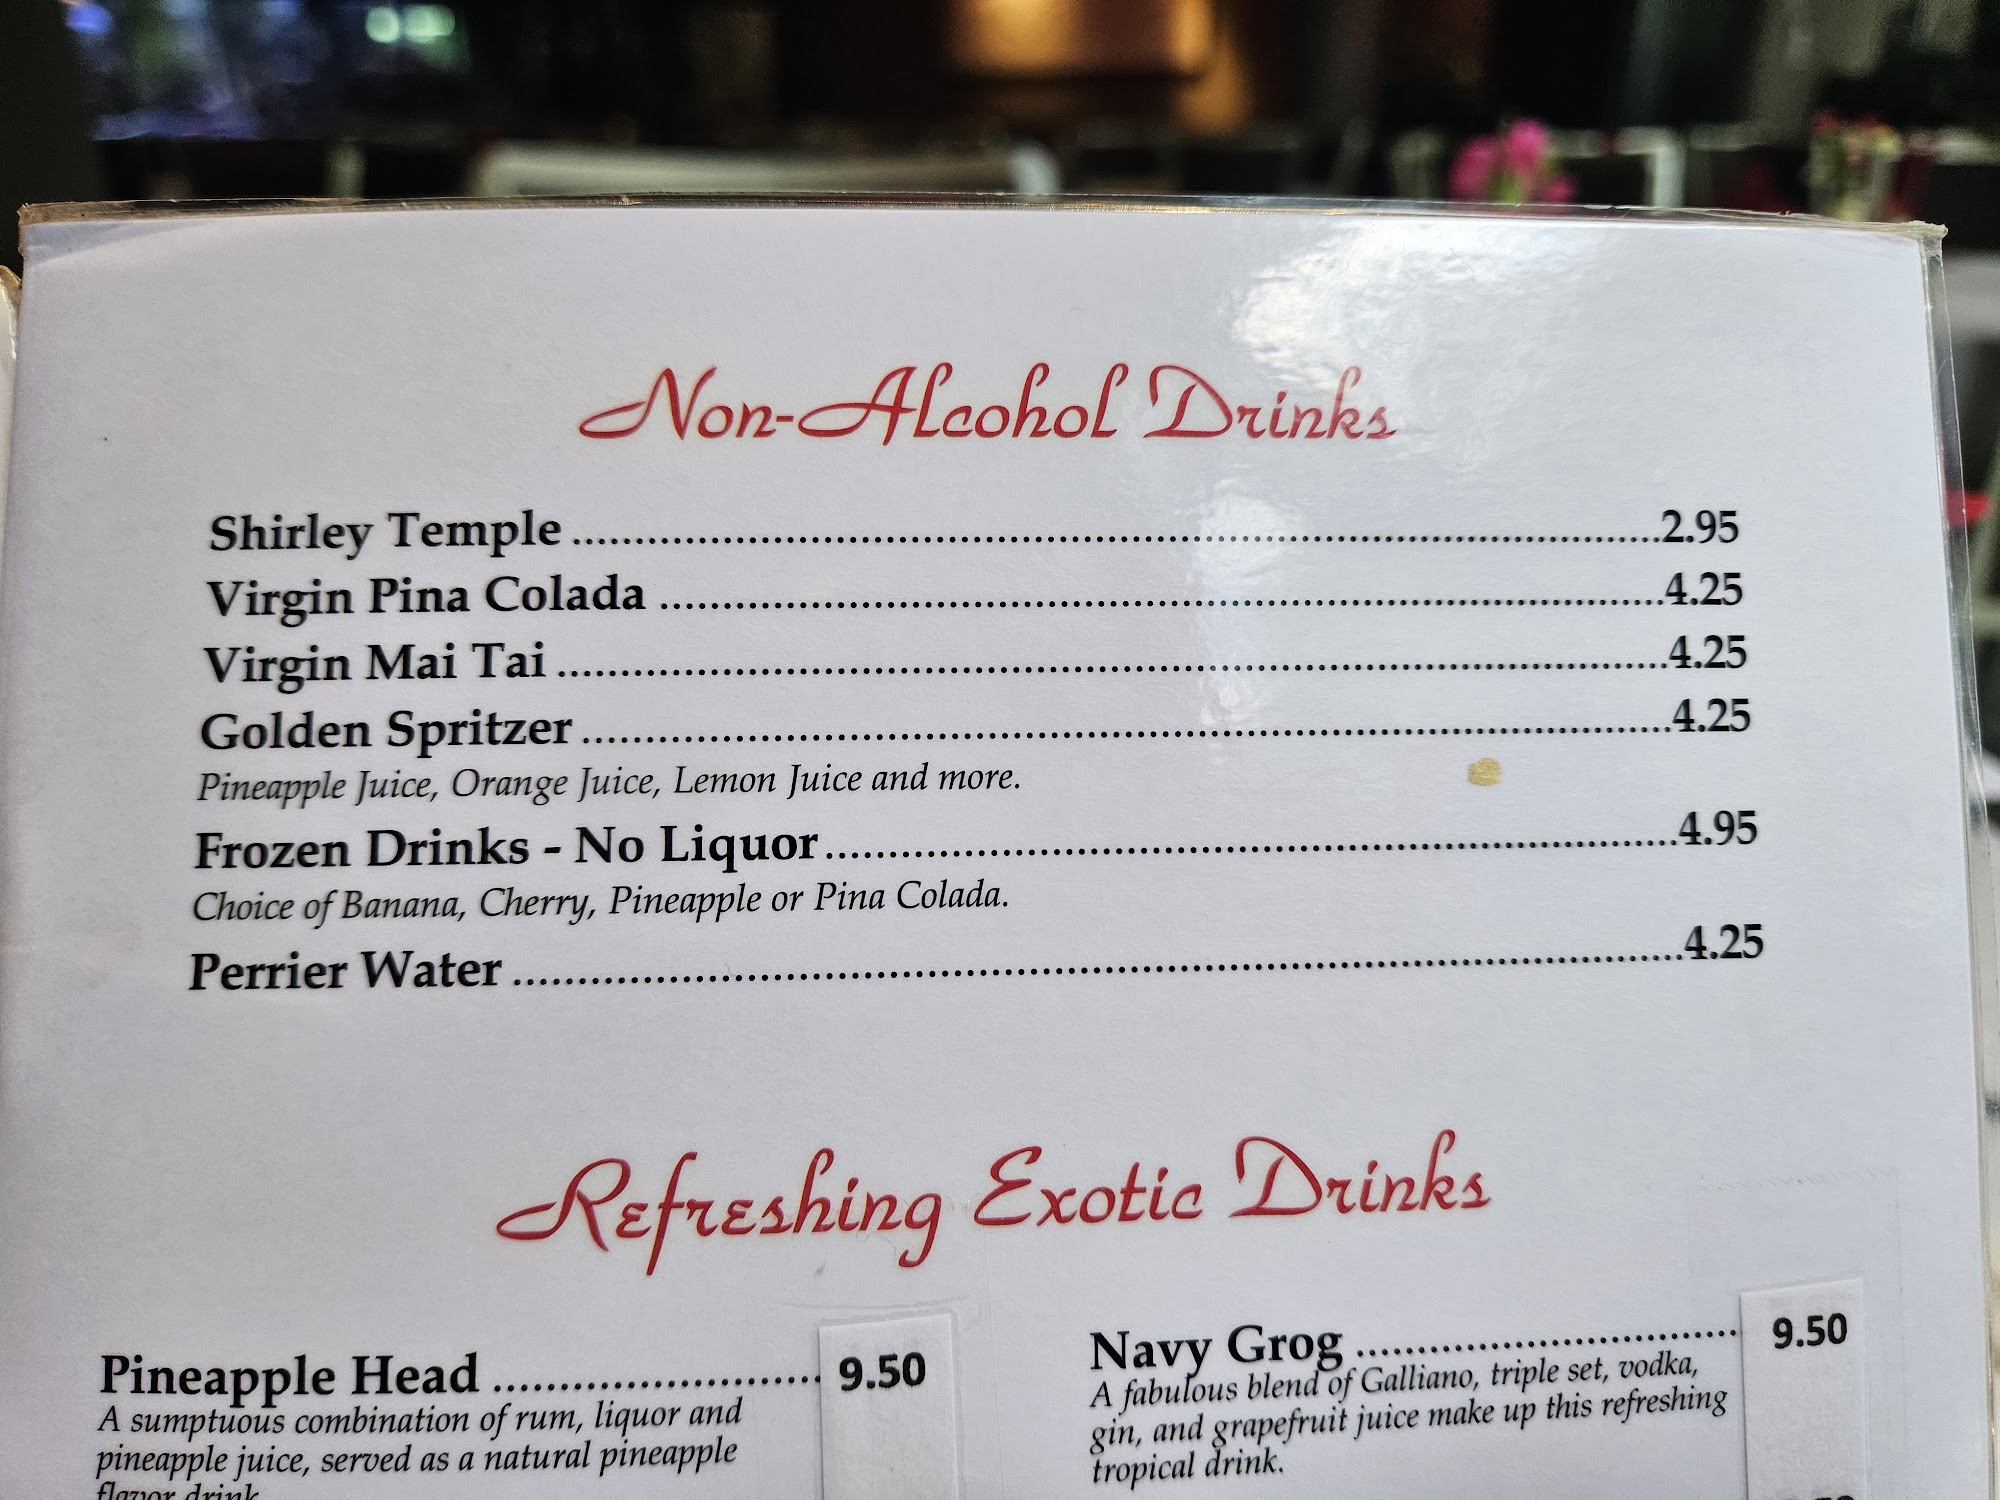 Non-Alcohol Drinks
Shirley Temple ........................................................................................2.95
Virgin Pina Colada ................................................................................4.25
Virgin Mai Tai ........................................................................................4.25
Golden Spritzer ......................................................................................4.25
Pineapple Juice, Orange Juice, Lemon Juice and more.
Frozen Drinks - No Liquor....................................................................4.95
Choice of Banana, Cherry, Pineapple or Pina Colada.
Perrier Water ............................................................................................4.25
Refreshing Exotic Drinks
Pineapple Head .......................... 9.50
A sumptuous combination of rum, liquor and
pineapple juice, served as a natural pineapple
flavor drink
Navy Grog .............................. 9.50
A fabulous blend of Galliano, triple set, vodka,
gin, and grapefruit juice make up this refreshing
tropical drink.